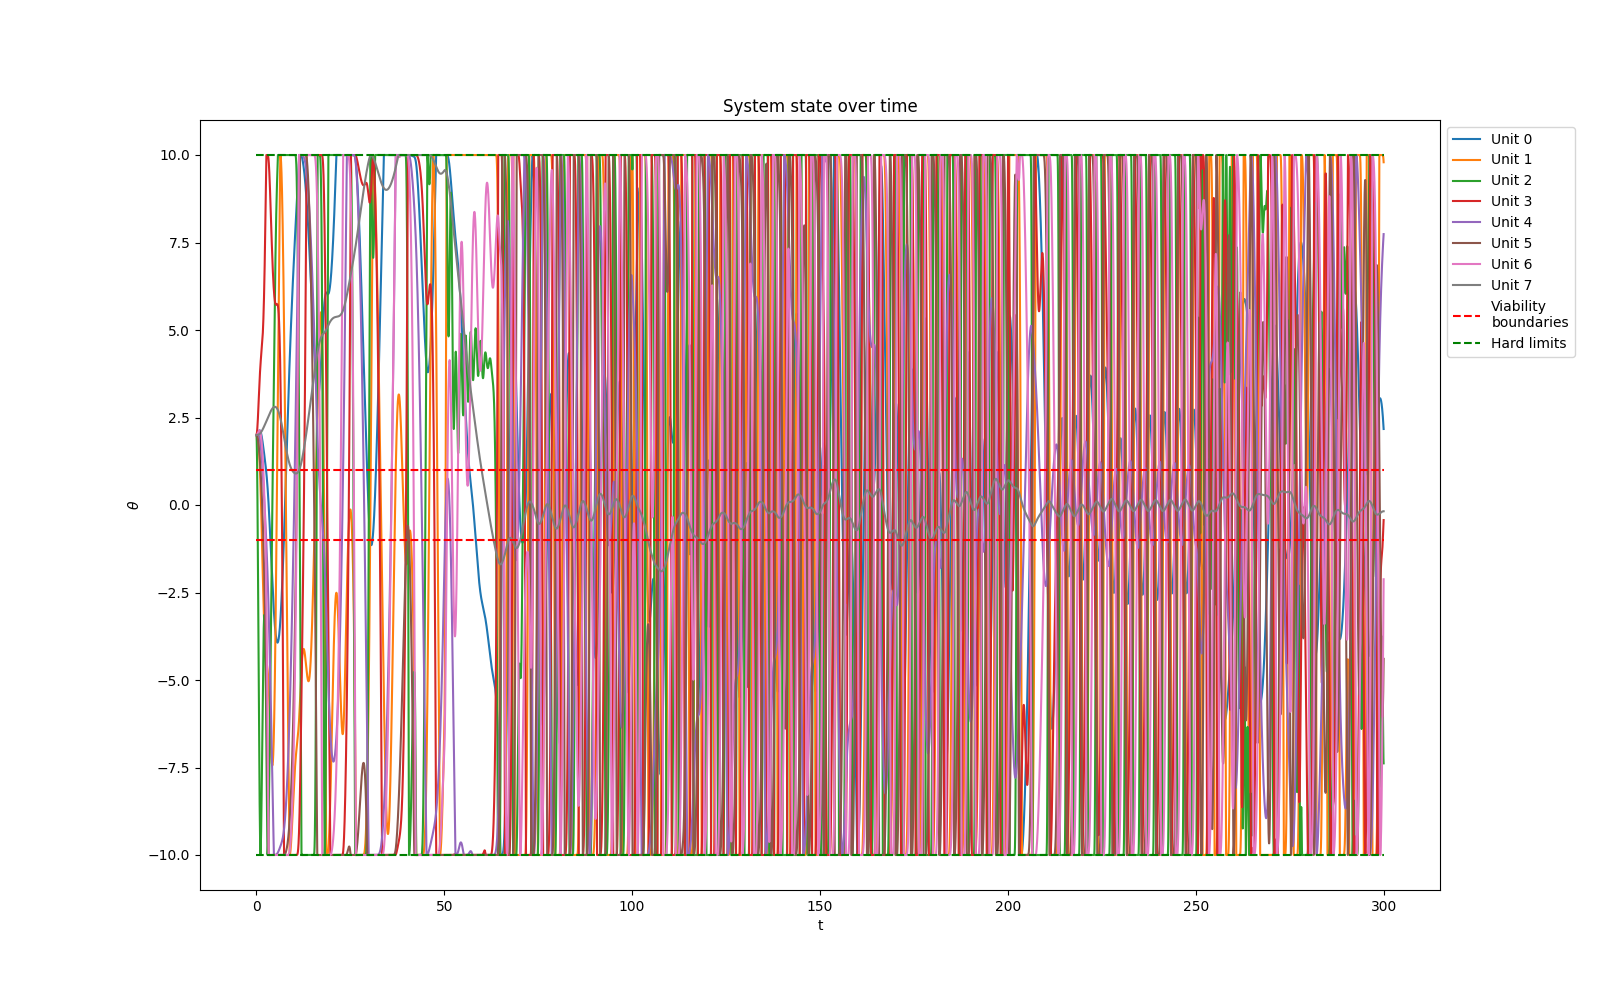 System state over time
10.0
7.5
5.0
2.5
0.0
−2.5
−5.0
−7.5
−10.0
θ
0
50
100
150
200
250
300
t
Unit 0
Unit 1
Unit 2
Unit 3
Unit 4
Unit 5
Unit 6
Unit 7
Viability
boundaries
Hard limits